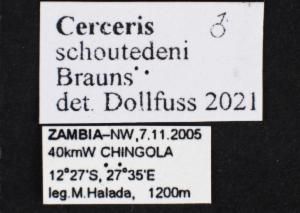 Cerceris ♂
schoutedeni
Brauns
det. Dollfuss 2021
ZAMBIA–NW,7.11.2005
40kmW CHINGOLA
12°27'S, 27°35'E
leg.M.Halada, 1200m